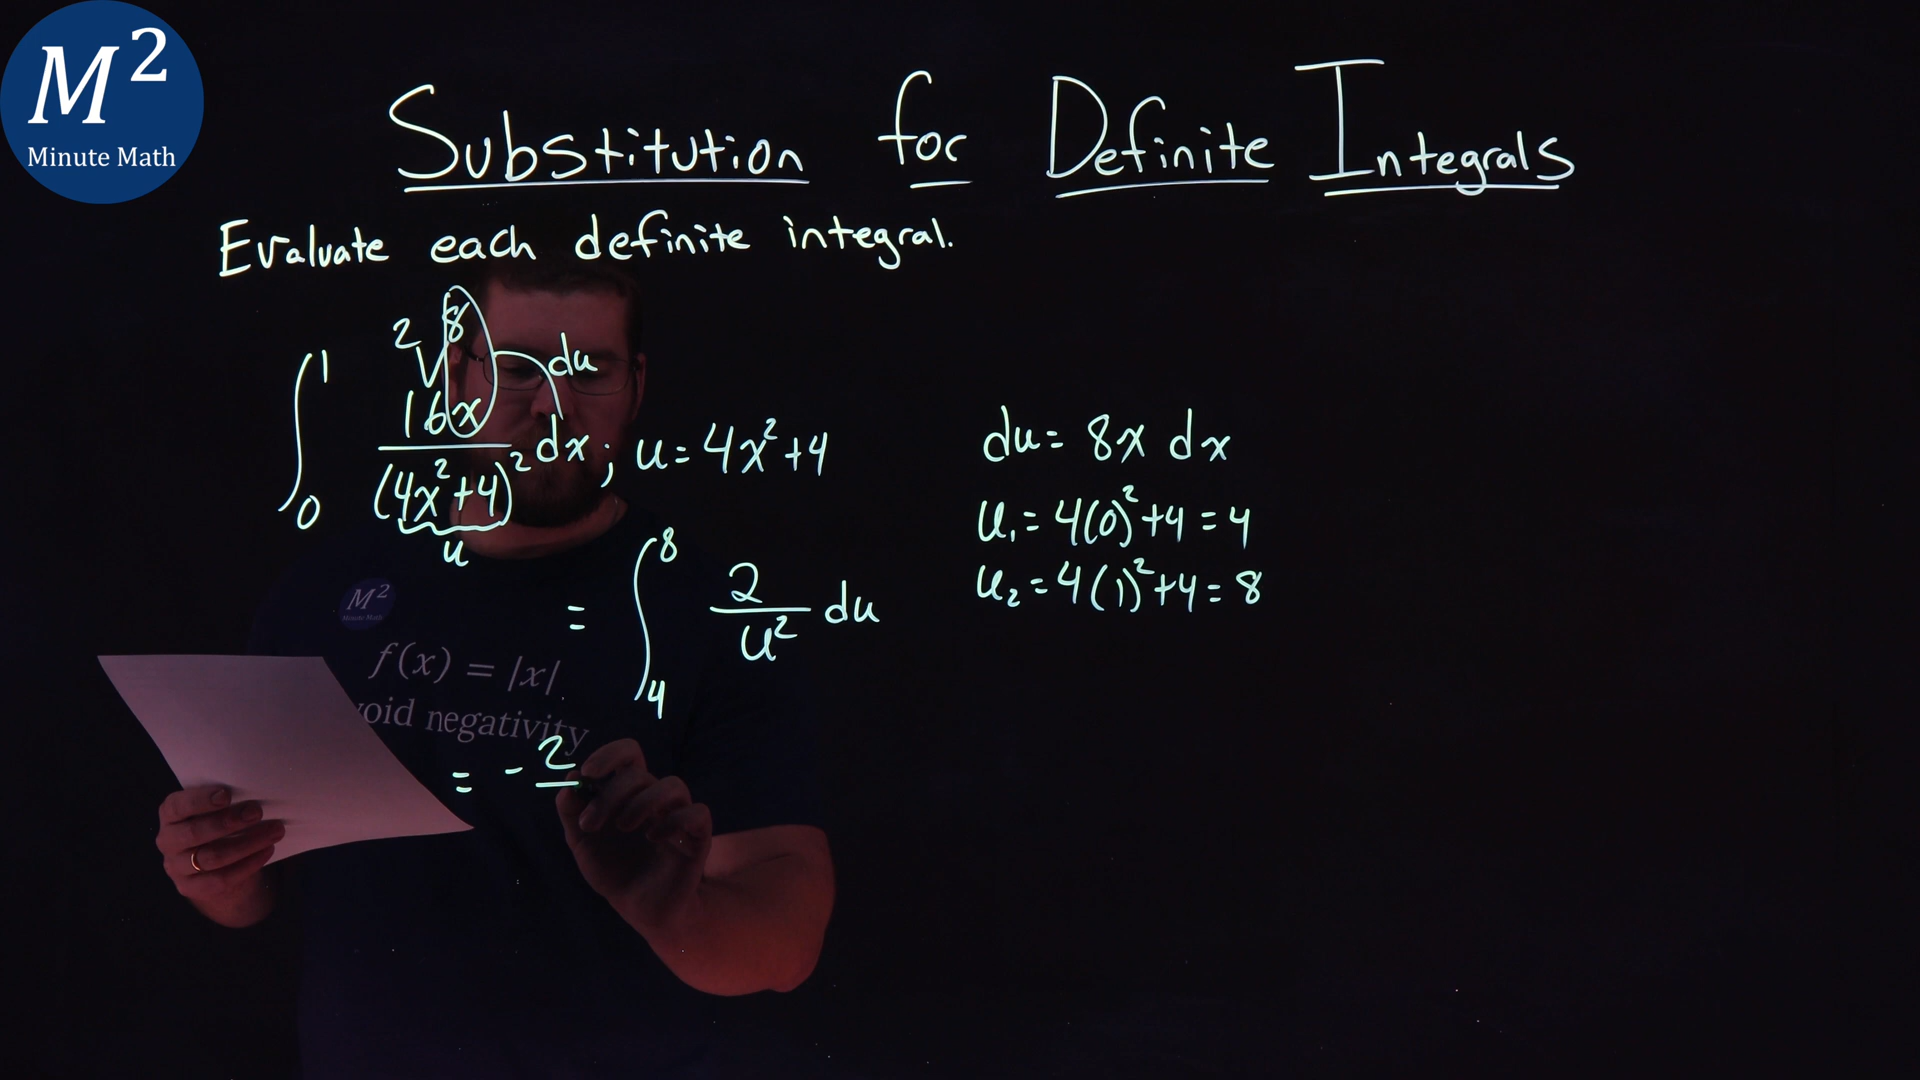 M²
Minute Math
Substitution for Definite Integrals
Evaluate each definite integral.
∫₀¹ 16x/(4x²+4)² dx ; u = 4x²+4
2 8
du
u
du = 8x dx
u₁ = 4(0)²+4 = 4
u₂ = 4(1)²+4 = 8
= ∫₄⁸ 2/u² du
M²
Minute Math
f(x) = |x|.
negativity
= - 2